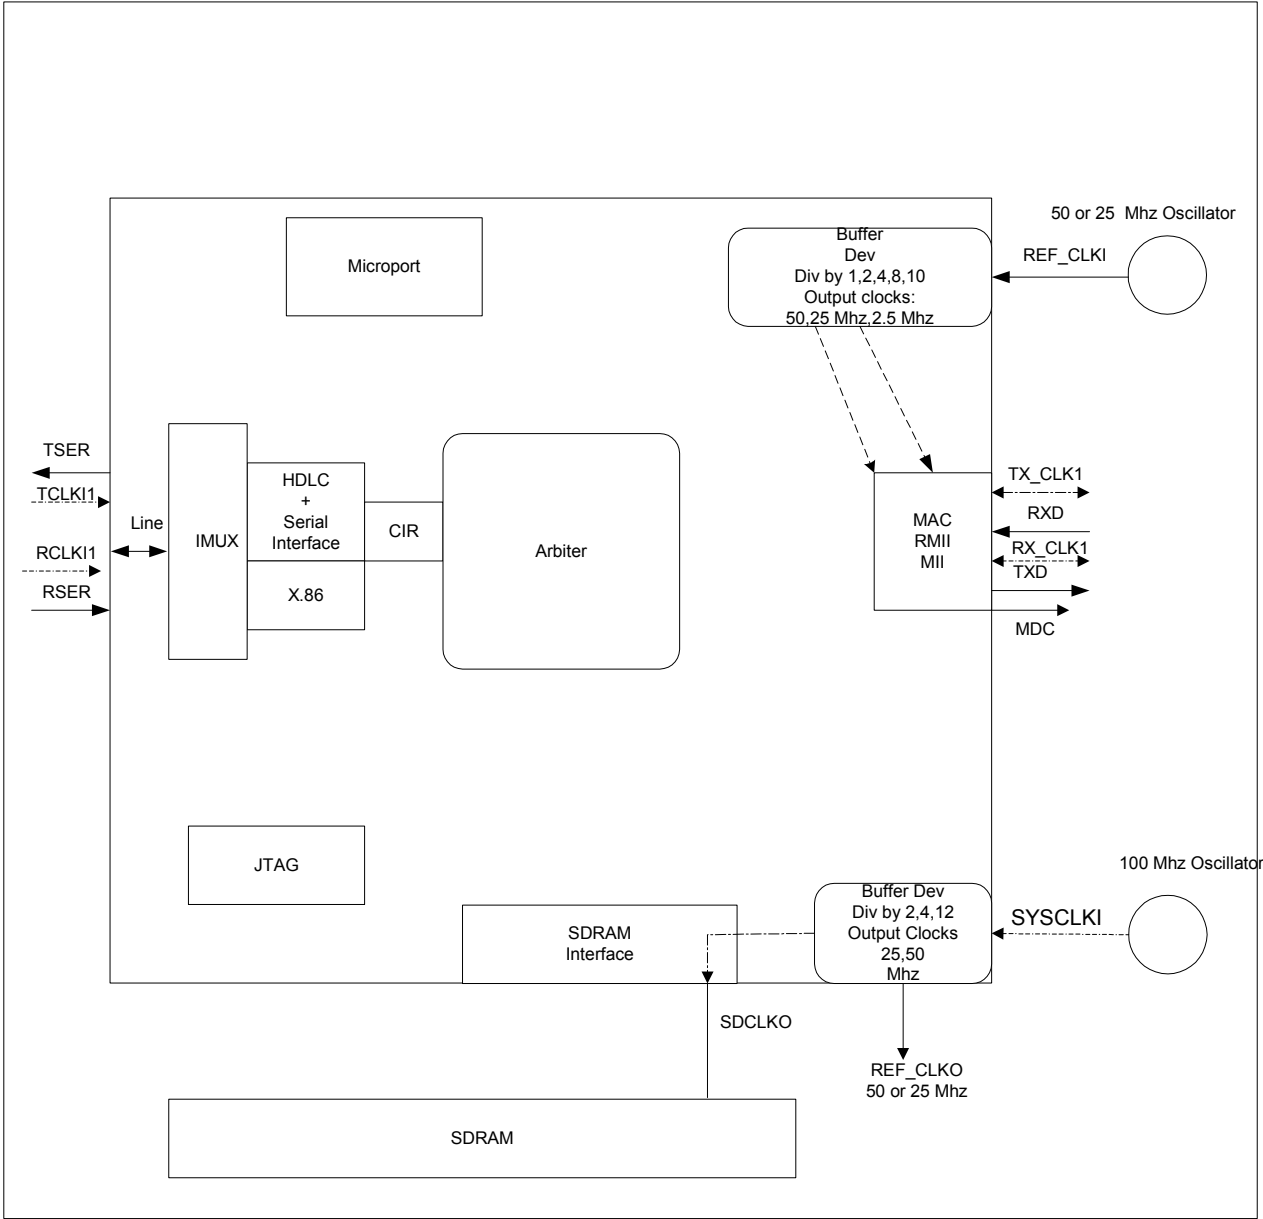 50 or 25 Mhz Oscillator
REF_CLKI
Buffer
Dev
Div by 1,2,4,8,10
Output clocks:
50,25 Mhz,2.5 Mhz
Microport
TSER
TCLKI1
Line
RCLKI1
RSER
IMUX
HDLC
+
Serial
Interface
X.86
CIR
Arbiter
MAC
RMII
MII
TX_CLK1
RXD
RX_CLK1
TXD
MDC
JTAG
SDRAM
Interface
Buffer Dev
Div by 2,4,12
Output Clocks
25,50
Mhz
100 Mhz Oscillator
SYSCLKI
SDCLKO
REF_CLKO
50 or 25 Mhz
SDRAM